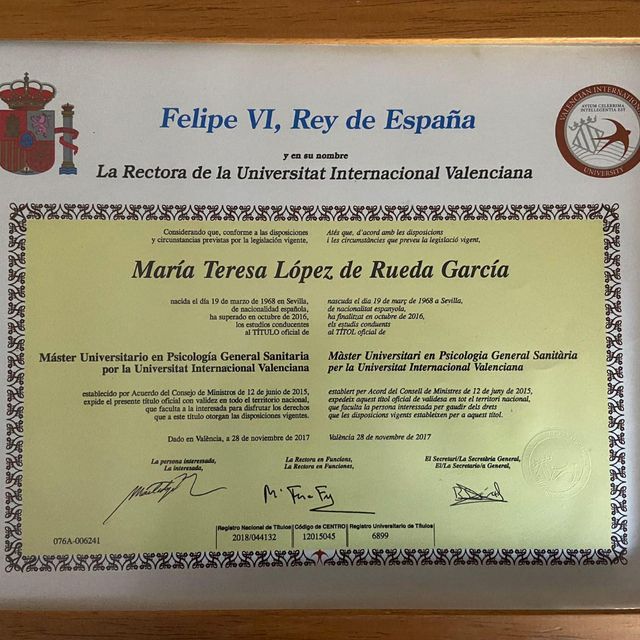 Felipe VI, Rey de España
y en su nombre
La Rectora de la Universitat Internacional Valenciana
VALENCIAN INTERNATIONAL
UNIVERSITY
AVIUM CELERRIMA
INTELLEGENTIA EST
Considerando que, conforme a las disposiciones
y circunstancias previstas por la legislación vigente,
Atés que, d'acord amb les disposicions
i les circumstàncies que preveu la legislació vigent,
María Teresa López de Rueda García
nacida el día 19 de marzo de 1968 en Sevilla,
de nacionalidad española,
ha superado en octubre de 2016,
los estudios conducentes
al TÍTULO oficial de
nascuda el dia 19 de març de 1968 a Sevilla,
de nacionalitat espanyola,
ha finalitzat en octubre de 2016,
els estudis conduents
al TÍTOL oficial de
Máster Universitario en Psicología General Sanitaria
por la Universitat Internacional Valenciana
Màster Universitari en Psicologia General Sanitària
per la Universitat Internacional Valenciana
establecido por Acuerdo del Consejo de Ministros de 12 de junio de 2015,
expide el presente título oficial con validez en todo el territorio nacional,
que faculta a la interesada para disfrutar los derechos
que a este título otorgan las disposiciones vigentes.
establert per Acord del Consell de Ministres de 12 de juny de 2015,
expedeix aquest títol oficial de validesa en tot el territori nacional,
que faculta la persona interessada per gaudir dels drets
que les disposicions vigents estableixen per a aquest títol.
Dado en València, a 28 de noviembre de 2017
València 28 de novembre de 2017
La persona interessada,
La interesada,
La Rectora en Funcions,
La Rectora en Funciones,
El Secretari/La Secretària General,
El/La Secretario/a General,
076A-006241
Registro Nacional de Títulos
2018/044132
Código de CENTRO
12015045
Registro Universitario de Títulos
6899